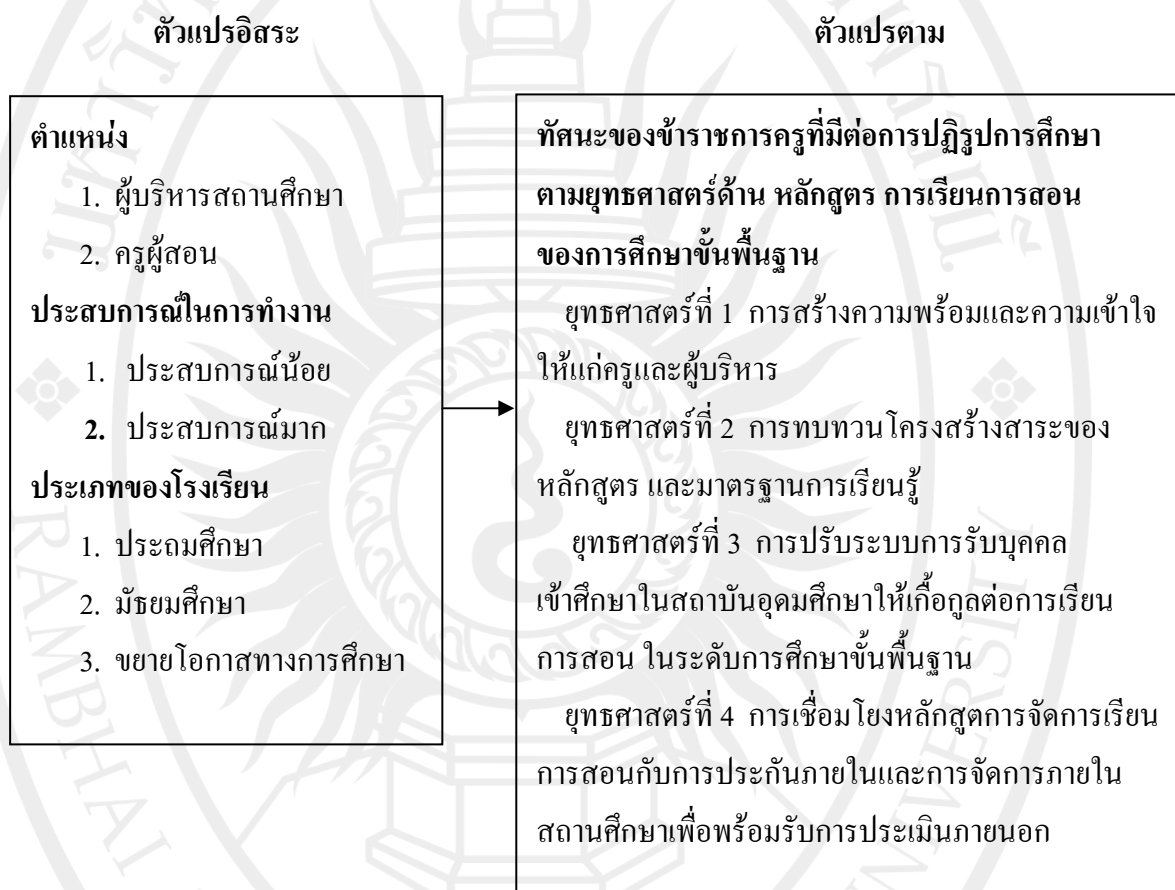 ตัวแปรอิสระ
ตัวแปรตาม
ตำแหน่ง
1. ผู้บริหารสถานศึกษา
2. ครูผู้สอน
ประสบการณ์ในการทำงาน
1. ประสบการณ์น้อย
2. ประสบการณ์มาก
ประเภทของโรงเรียน
1. ประถมศึกษา
2. มัธยมศึกษา
3. ขยายโอกาสทางการศึกษา
ทัศนะของข้าราชการครูที่มีต่อการปฏิรูปการศึกษา
ตามยุทธศาสตร์ด้าน หลักสูตร การเรียนการสอน
ของการศึกษาขั้นพื้นฐาน
ยุทธศาสตร์ที่ 1 การสร้างความพร้อมและความเข้าใจ
ให้แก่ครูและผู้บริหาร
ยุทธศาสตร์ที่ 2 การทบทวนโครงสร้างสาระของ
หลักสูตร และมาตรฐานการเรียนรู้
ยุทธศาสตร์ที่ 3 การปรับระบบการรับบุคคล
เข้าศึกษาในสถาบันอุดมศึกษาให้เกื้อกูลต่อการเรียน
การสอน ในระดับการศึกษาขั้นพื้นฐาน
ยุทธศาสตร์ที่ 4 การเชื่อมโยงหลักสูตการจัดการเรียน
การสอนกับการประกันภายในและการจัดการภายใน
สถานศึกษาเพื่อพร้อมรับการประเมินภายนอก